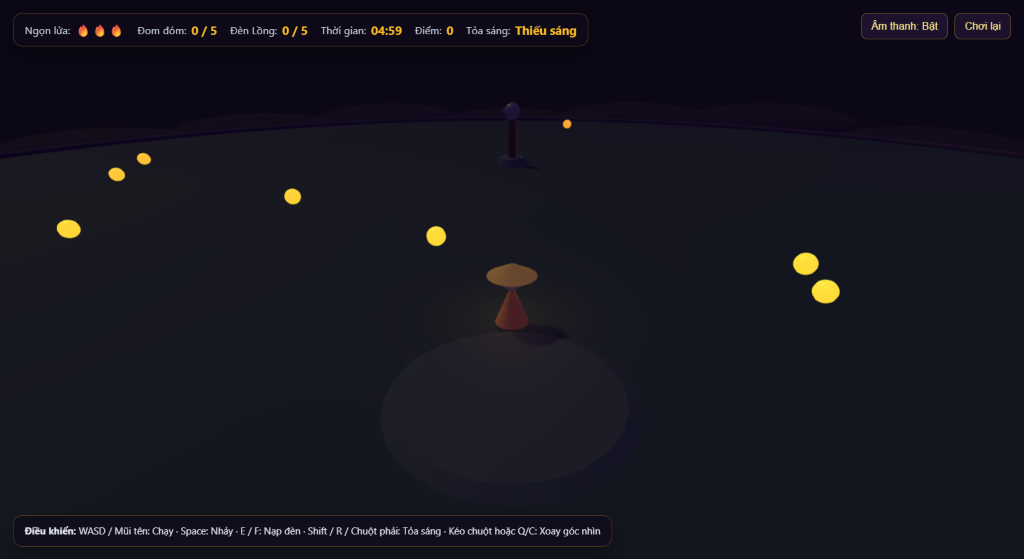 Ngọn lửa: 🔥 🔥 🔥 Đom đóm: 0 / 5 Đèn Lồng: 0 / 5 Thời gian: 04:59 Điểm: 0 Tỏa sáng: Thiếu sáng
Âm thanh: Bật
Chơi lại
Điều khiển: WASD / Mũi tên: Chạy · Space: Nhảy · E / F: Nạp đèn · Shift / R / Chuột phải: Tỏa sáng · Kéo chuột hoặc Q/C: Xoay góc nhìn